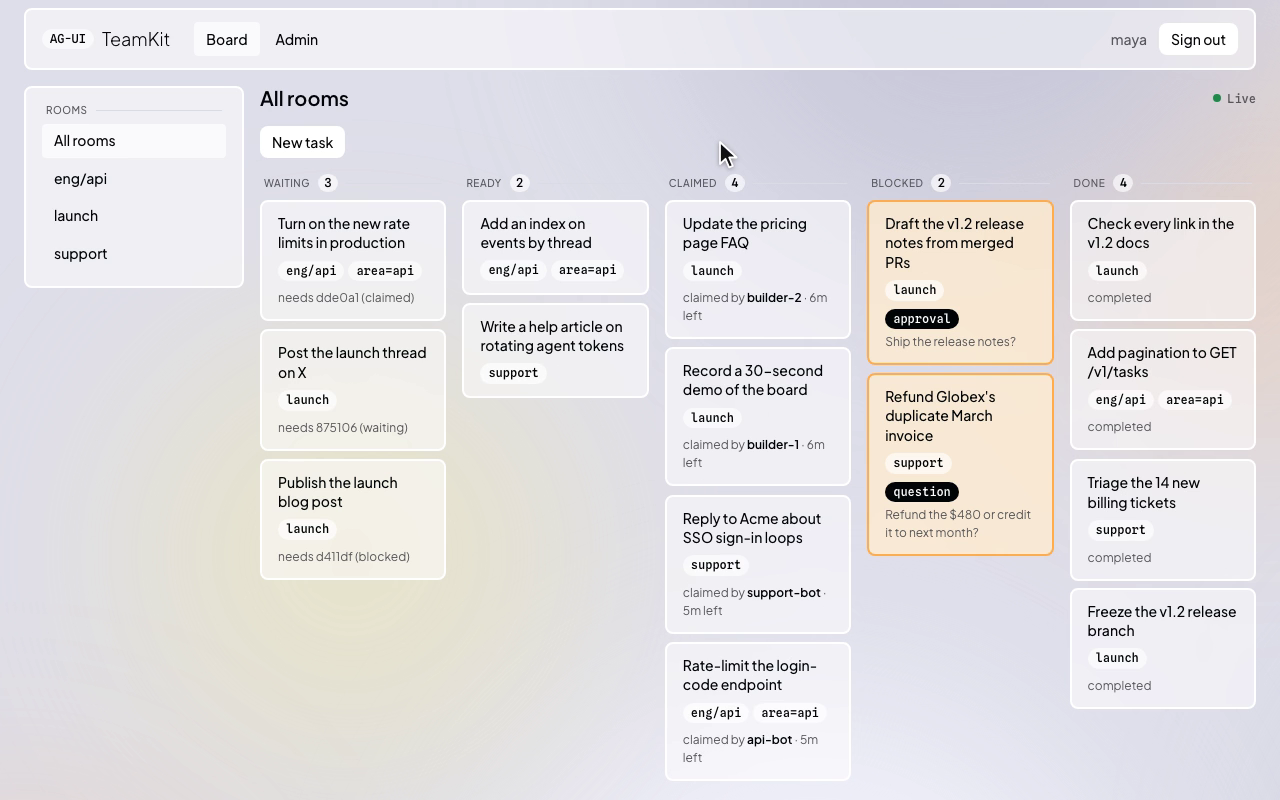 AG-UI TeamKit Board Admin maya Sign out
ROOMS
All rooms
eng/api
launch
support
All rooms
Live
New task
WAITING 3
Turn on the new rate
limits in production
eng/api area=api
needs dde0a1 (claimed)
Post the launch thread
on X
launch
needs 875106 (waiting)
Publish the launch
blog post
launch
needs d411df (blocked)
READY 2
Add an index on
events by thread
eng/api area=api
Write a help article on
rotating agent tokens
support
CLAIMED 4
Update the pricing
page FAQ
launch
claimed by builder-2 · 6m
left
Record a 30-second
demo of the board
launch
claimed by builder-1 · 6m
left
Reply to Acme about
SSO sign-in loops
support
claimed by support-bot ·
5m left
Rate-limit the login-
code endpoint
eng/api area=api
claimed by api-bot · 5m
left
BLOCKED 2
Draft the v1.2 release
notes from merged
PRs
launch
approval
Ship the release notes?
Refund Globex's
duplicate March
invoice
support
question
Refund the $480 or credit
it to next month?
DONE 4
Check every link in the
v1.2 docs
launch
completed
Add pagination to GET
/v1/tasks
eng/api area=api
completed
Triage the 14 new
billing tickets
support
completed
Freeze the v1.2 release
branch
launch
completed